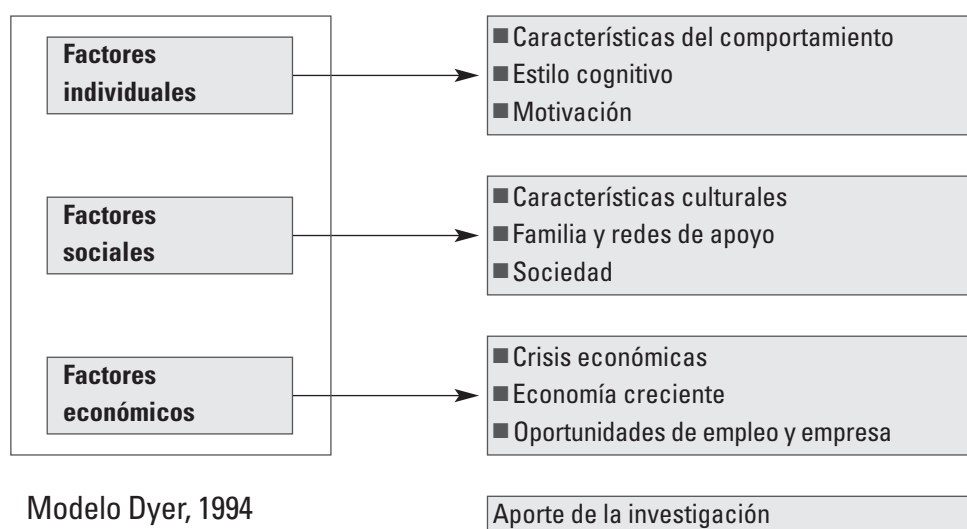 Factores
individuales
■ Características del comportamiento
■ Estilo cognitivo
■ Motivación
Factores
sociales
■ Características culturales
■ Familia y redes de apoyo
■ Sociedad
Factores
económicos
■ Crisis económicas
■ Economía creciente
■ Oportunidades de empleo y empresa
Modelo Dyer, 1994
Aporte de la investigación